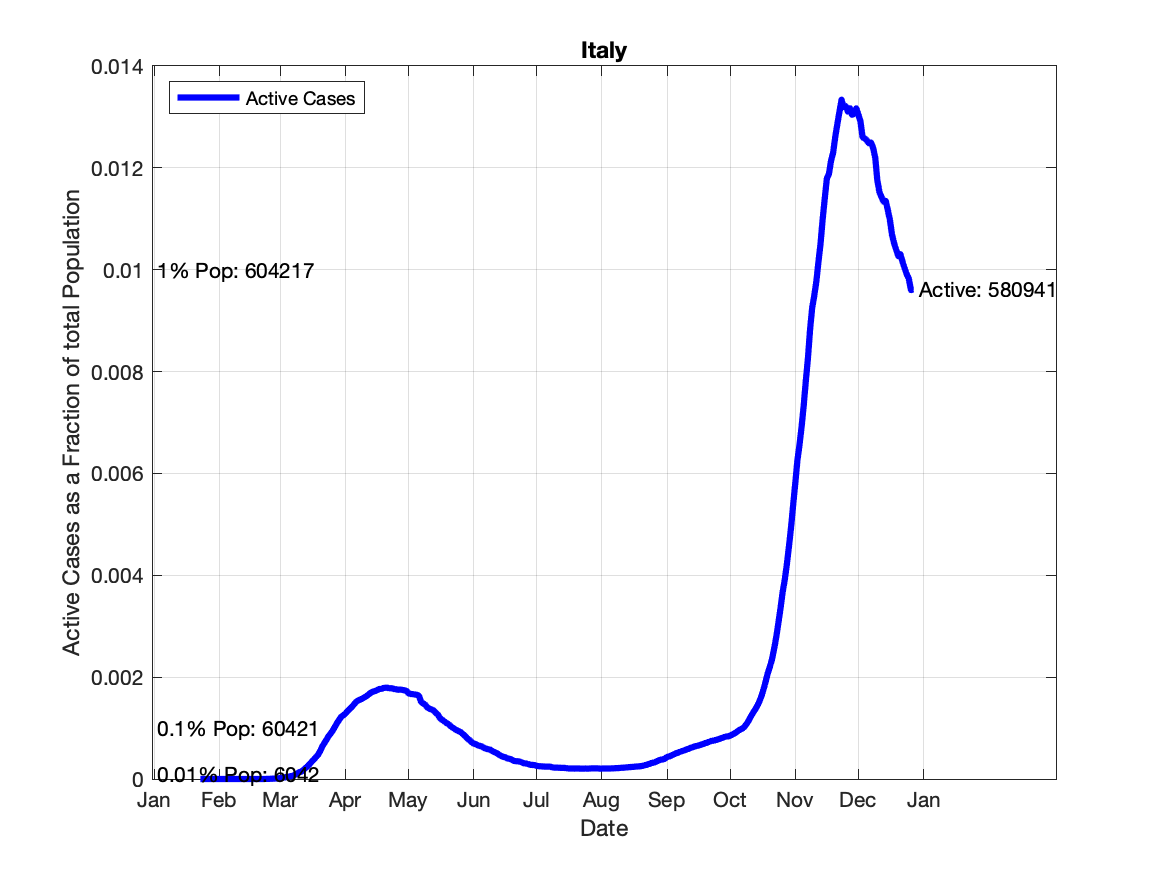 Italy
0.014
Active Cases
0.012
1% Pop: 604217
0.01
Active: 580941
0.008
0.006
0.004
0.002
0.1% Pop: 60421
0.01% Pop: 6042
0
Jan Feb Mar Apr May Jun Jul Aug Sep Oct Nov Dec Jan
Date
Active Cases as a Fraction of total Population